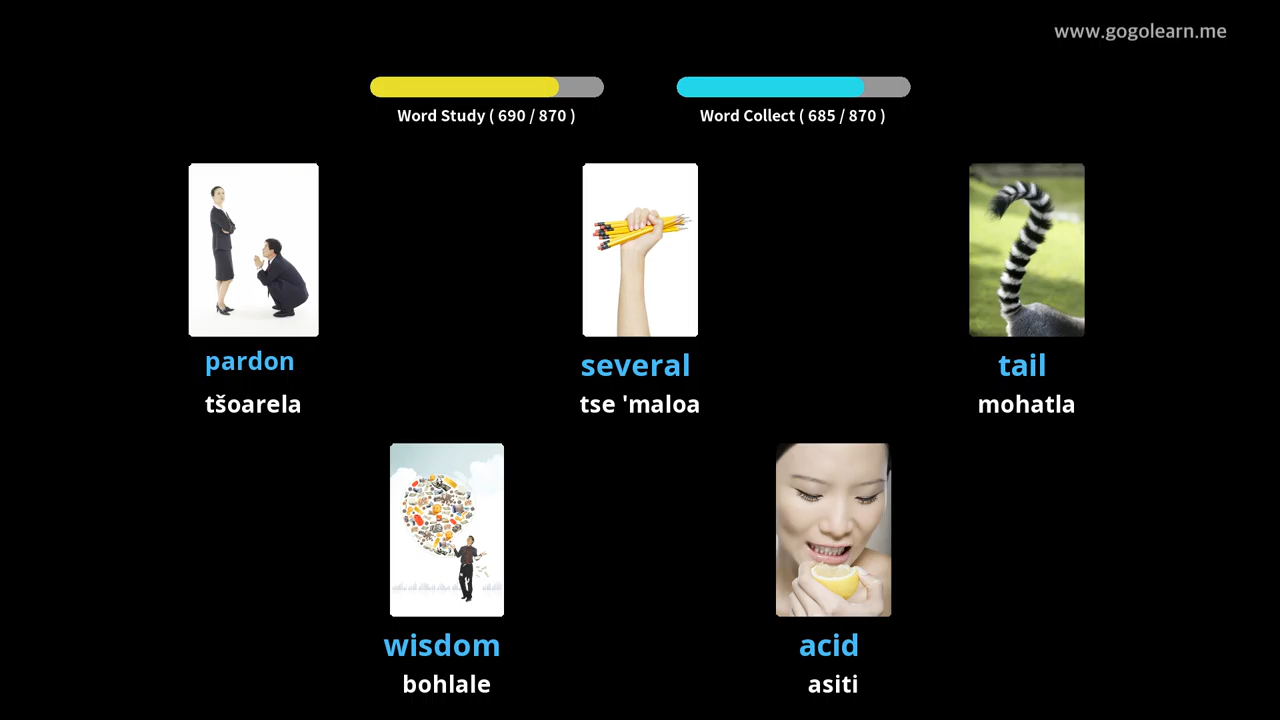 www.gogolearn.me
Word Study ( 690 / 870 )
Word Collect ( 685 / 870 )
pardon
tšoarela
several
tse 'maloa
tail
mohatla
wisdom
bohlale
acid
asiti